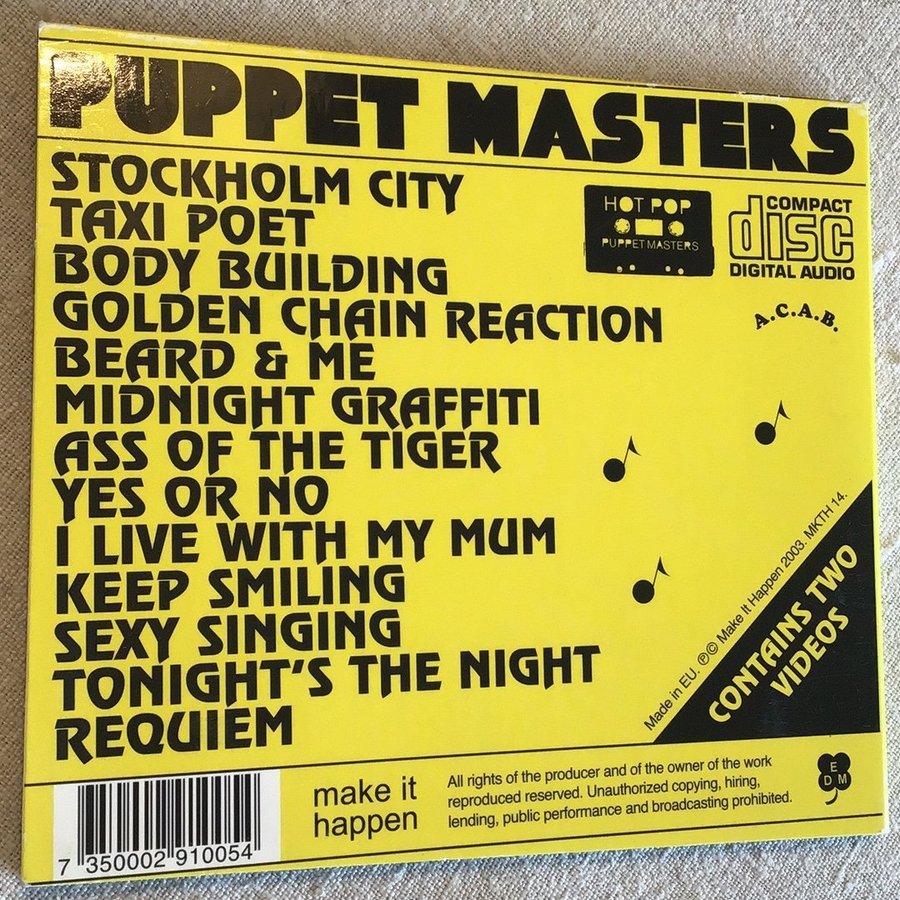 PUPPET MASTERS
STOCKHOLM CITY
TAXI POET
BODY BUILDING
GOLDEN CHAIN REACTION
BEARD & ME
MIDNIGHT GRAFFITI
ASS OF THE TIGER
YES OR NO
I LIVE WITH MY MUM
KEEP SMILING
SEXY SINGING
TONIGHT'S THE NIGHT
REQUIEM
HOT POP
PUPPET MASTERS
COMPACT
disc
DIGITAL AUDIO
A.C.A.B.
Made in EU. ℗© Make It Happen 2003. MKTH 14.
CONTAINS TWO
VIDEOS
7 350002 910054
make it
happen
All rights of the producer and of the owner of the work
reproduced reserved. Unauthorized copying, hiring,
lending, public performance and broadcasting prohibited.
E
D M